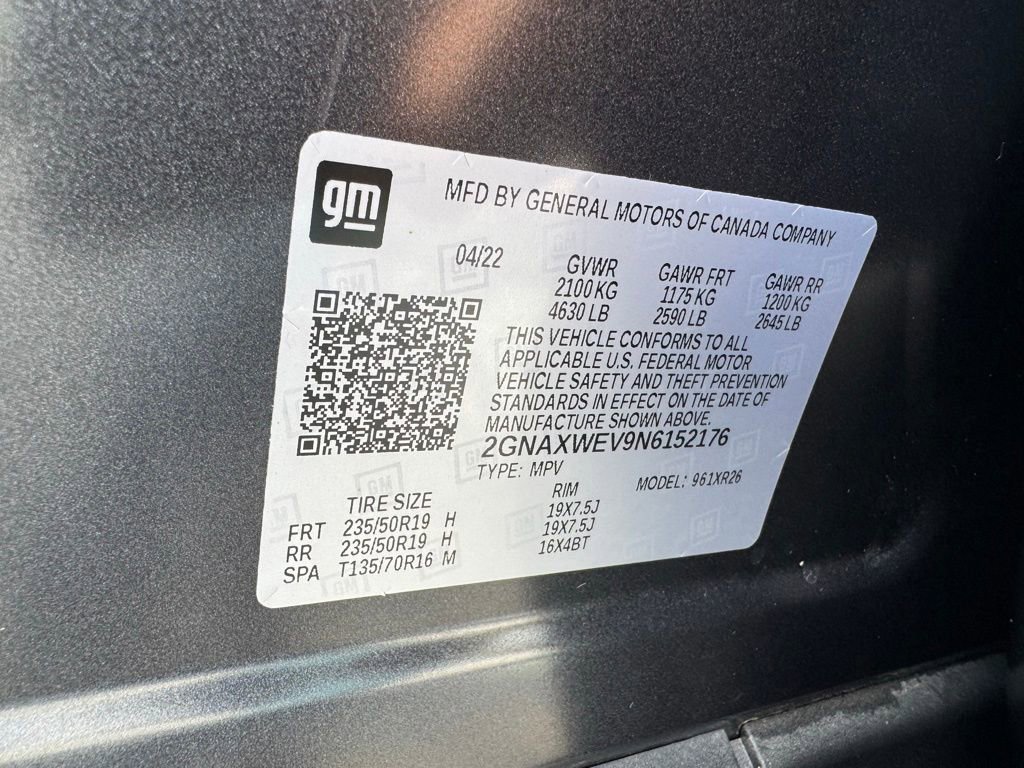 gm
MFD BY GENERAL MOTORS OF CANADA COMPANY
04/22 GVWR GAWR FRT GAWR RR
2100 KG 1175 KG 1200 KG
4630 LB 2590 LB 2645 LB
THIS VEHICLE CONFORMS TO ALL
APPLICABLE U.S. FEDERAL MOTOR
VEHICLE SAFETY AND THEFT PREVENTION
STANDARDS IN EFFECT ON THE DATE OF
MANUFACTURE SHOWN ABOVE.
2GNAXWEV9N6152176
TYPE: MPV MODEL: 961XR26
TIRE SIZE RIM
FRT 235/50R19 H 19X7.5J
RR 235/50R19 H 19X7.5J
SPA T135/70R16 M 16X4BT